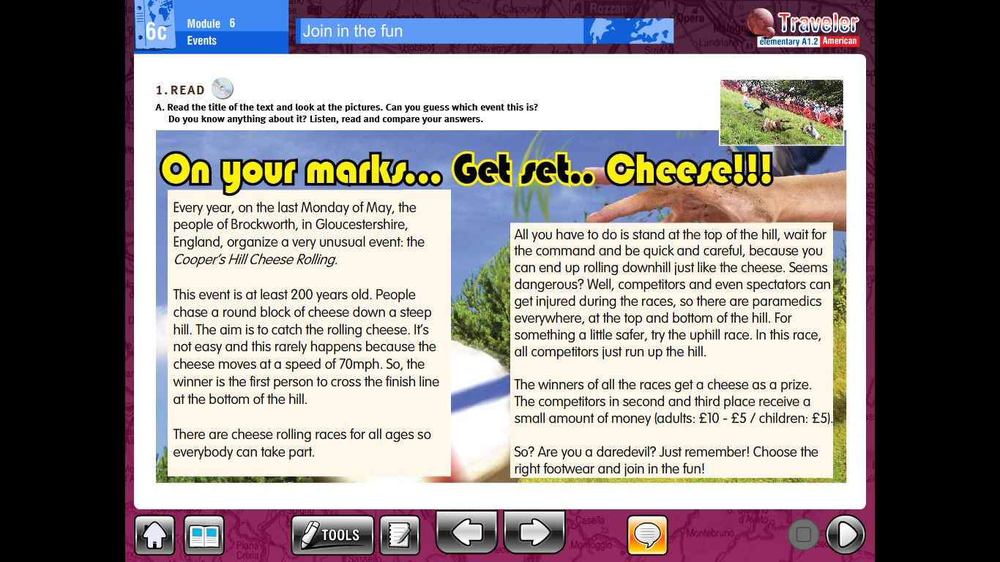 6c
Module 6
Events
Join in the fun
Traveler
elementary A1.2 American
1. READ
A. Read the title of the text and look at the pictures. Can you guess which event this is?
Do you know anything about it? Listen, read and compare your answers.
On your marks... Get set.. Cheese!!!
Every year, on the last Monday of May, the
people of Brockworth, in Gloucestershire,
England, organize a very unusual event: the
Cooper's Hill Cheese Rolling.
This event is at least 200 years old. People
chase a round block of cheese down a steep
hill. The aim is to catch the rolling cheese. It's
not easy and this rarely happens because the
cheese moves at a speed of 70mph. So, the
winner is the first person to cross the finish line
at the bottom of the hill.
There are cheese rolling races for all ages so
everybody can take part.
All you have to do is stand at the top of the hill, wait for
the command and be quick and careful, because you
can end up rolling downhill just like the cheese. Seems
dangerous? Well, competitors and even spectators can
get injured during the races, so there are paramedics
everywhere, at the top and bottom of the hill. For
something a little safer, try the uphill race. In this race,
all competitors just run up the hill.
The winners of all the races get a cheese as a prize.
The competitors in second and third place receive a
small amount of money (adults: £10 - £5 / children: £5).
So? Are you a daredevil? Just remember! Choose the
right footwear and join in the fun!
TOOLS